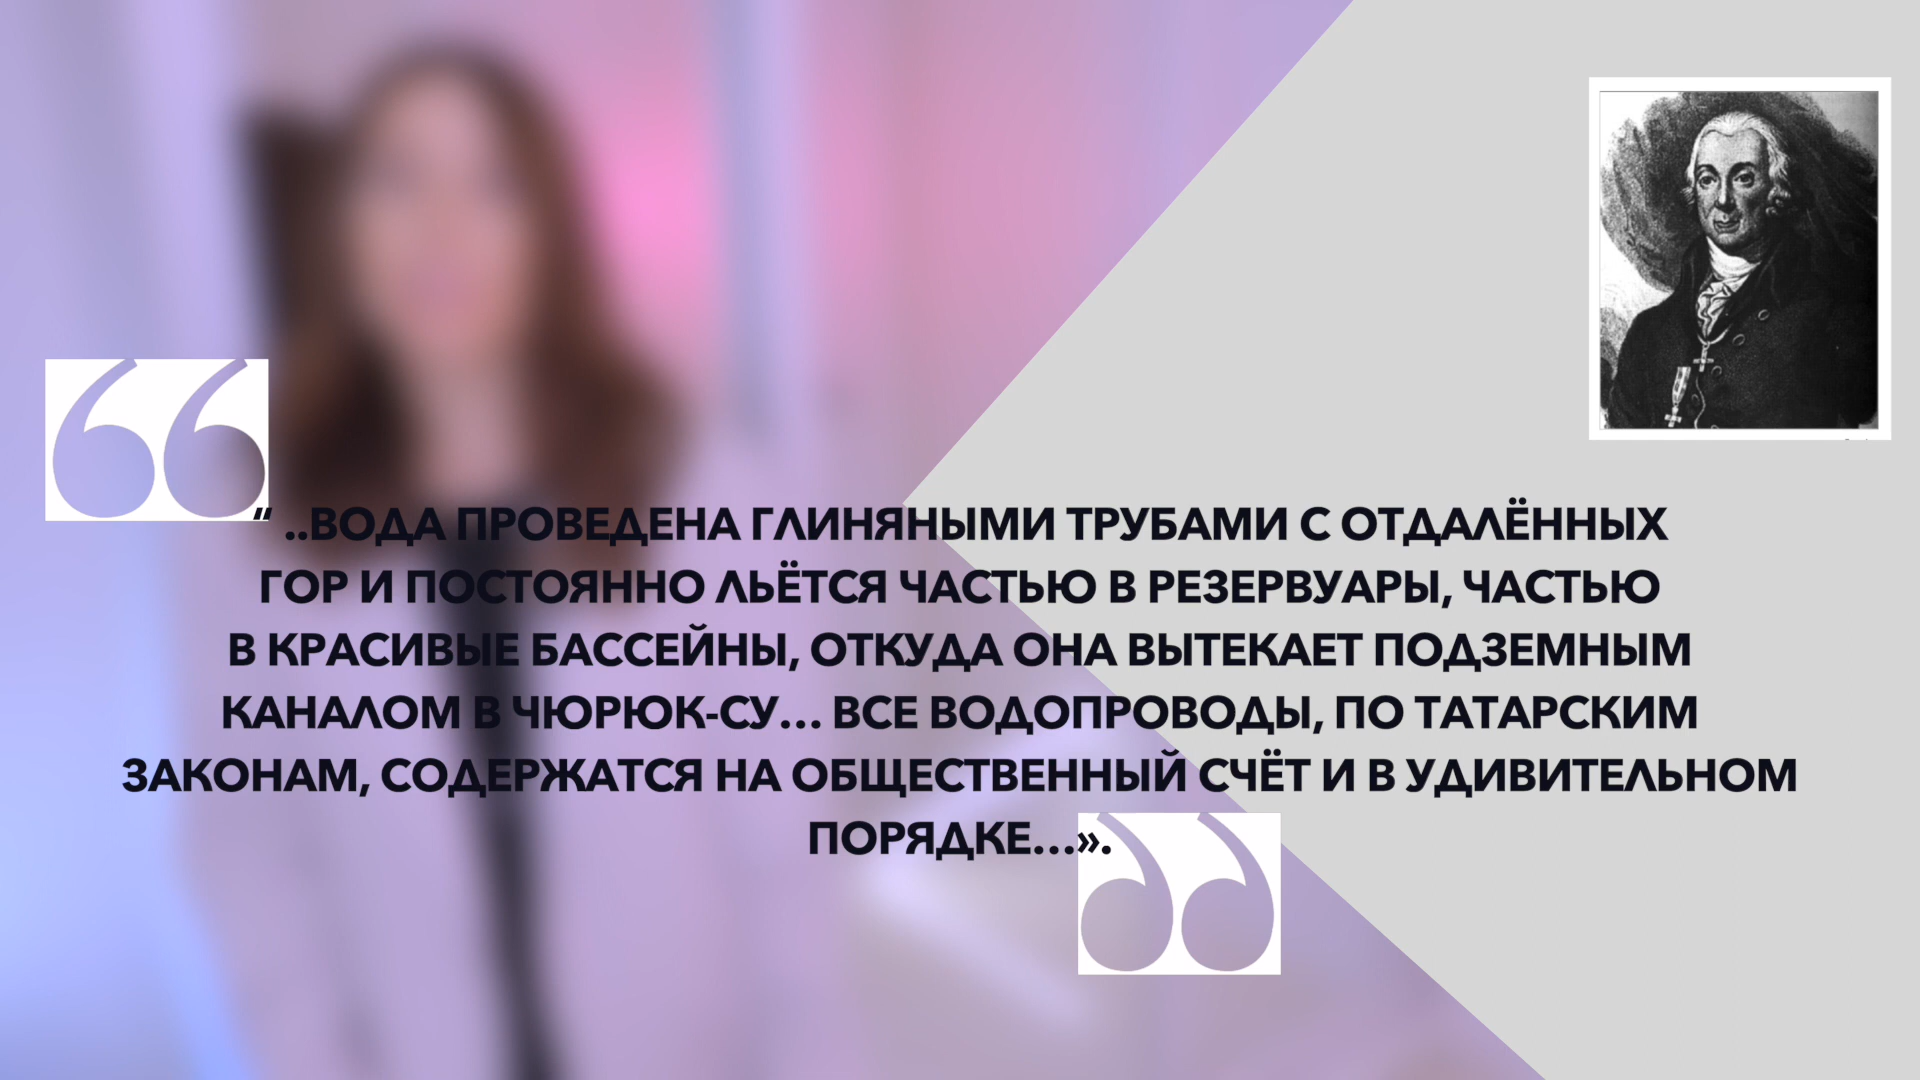 “ ..ВОДА ПРОВЕДЕНА ГЛИНЯНЫМИ ТРУБАМИ С ОТДАЛЁННЫХ
ГОР И ПОСТОЯННО ЛЬЁТСЯ ЧАСТЬЮ В РЕЗЕРВУАРЫ, ЧАСТЬЮ
В КРАСИВЫЕ БАССЕЙНЫ, ОТКУДА ОНА ВЫТЕКАЕТ ПОДЗЕМНЫМ
КАНАЛОМ В ЧЮРЮК-СУ... ВСЕ ВОДОПРОВОДЫ, ПО ТАТАРСКИМ
ЗАКОНАМ, СОДЕРЖАТСЯ НА ОБЩЕСТВЕННЫЙ СЧЁТ И В УДИВИТЕЛЬНОМ
ПОРЯДКЕ...».